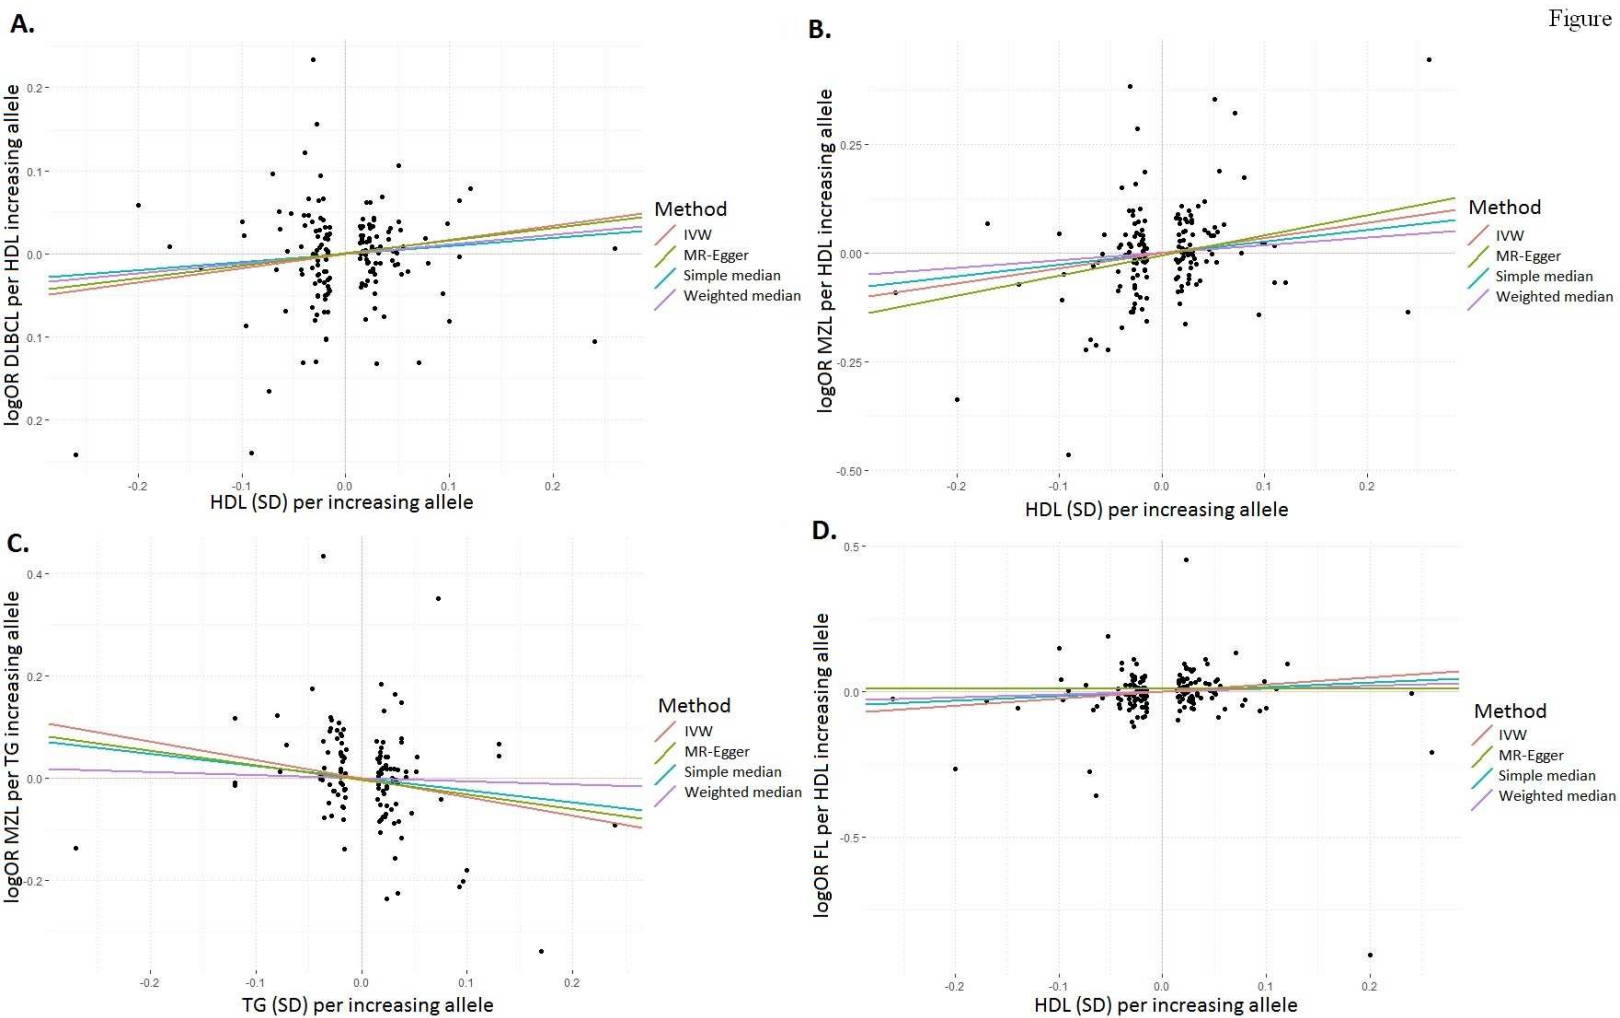 Figure
A.
logOR DLBCL per HDL increasing allele
0.2
0.1
0.0
-0.1
-0.2
-0.2
-0.1
0.0
0.1
0.2
HDL (SD) per increasing allele
Method
IVW
MR-Egger
Simple median
Weighted median
B.
logOR MZL per HDL increasing allele
0.25
0.00
-0.25
-0.50
-0.2
-0.1
0.0
0.1
0.2
HDL (SD) per increasing allele
Method
IVW
MR-Egger
Simple median
Weighted median
C.
logOR MZL per TG increasing allele
0.4
0.2
0.0
-0.2
-0.2
-0.1
0.0
0.1
0.2
TG (SD) per increasing allele
Method
IVW
MR-Egger
Simple median
Weighted median
D.
logOR FL per HDL increasing allele
0.5
0.0
-0.5
-0.2
-0.1
0.0
0.1
0.2
HDL (SD) per increasing allele
Method
IVW
MR-Egger
Simple median
Weighted median